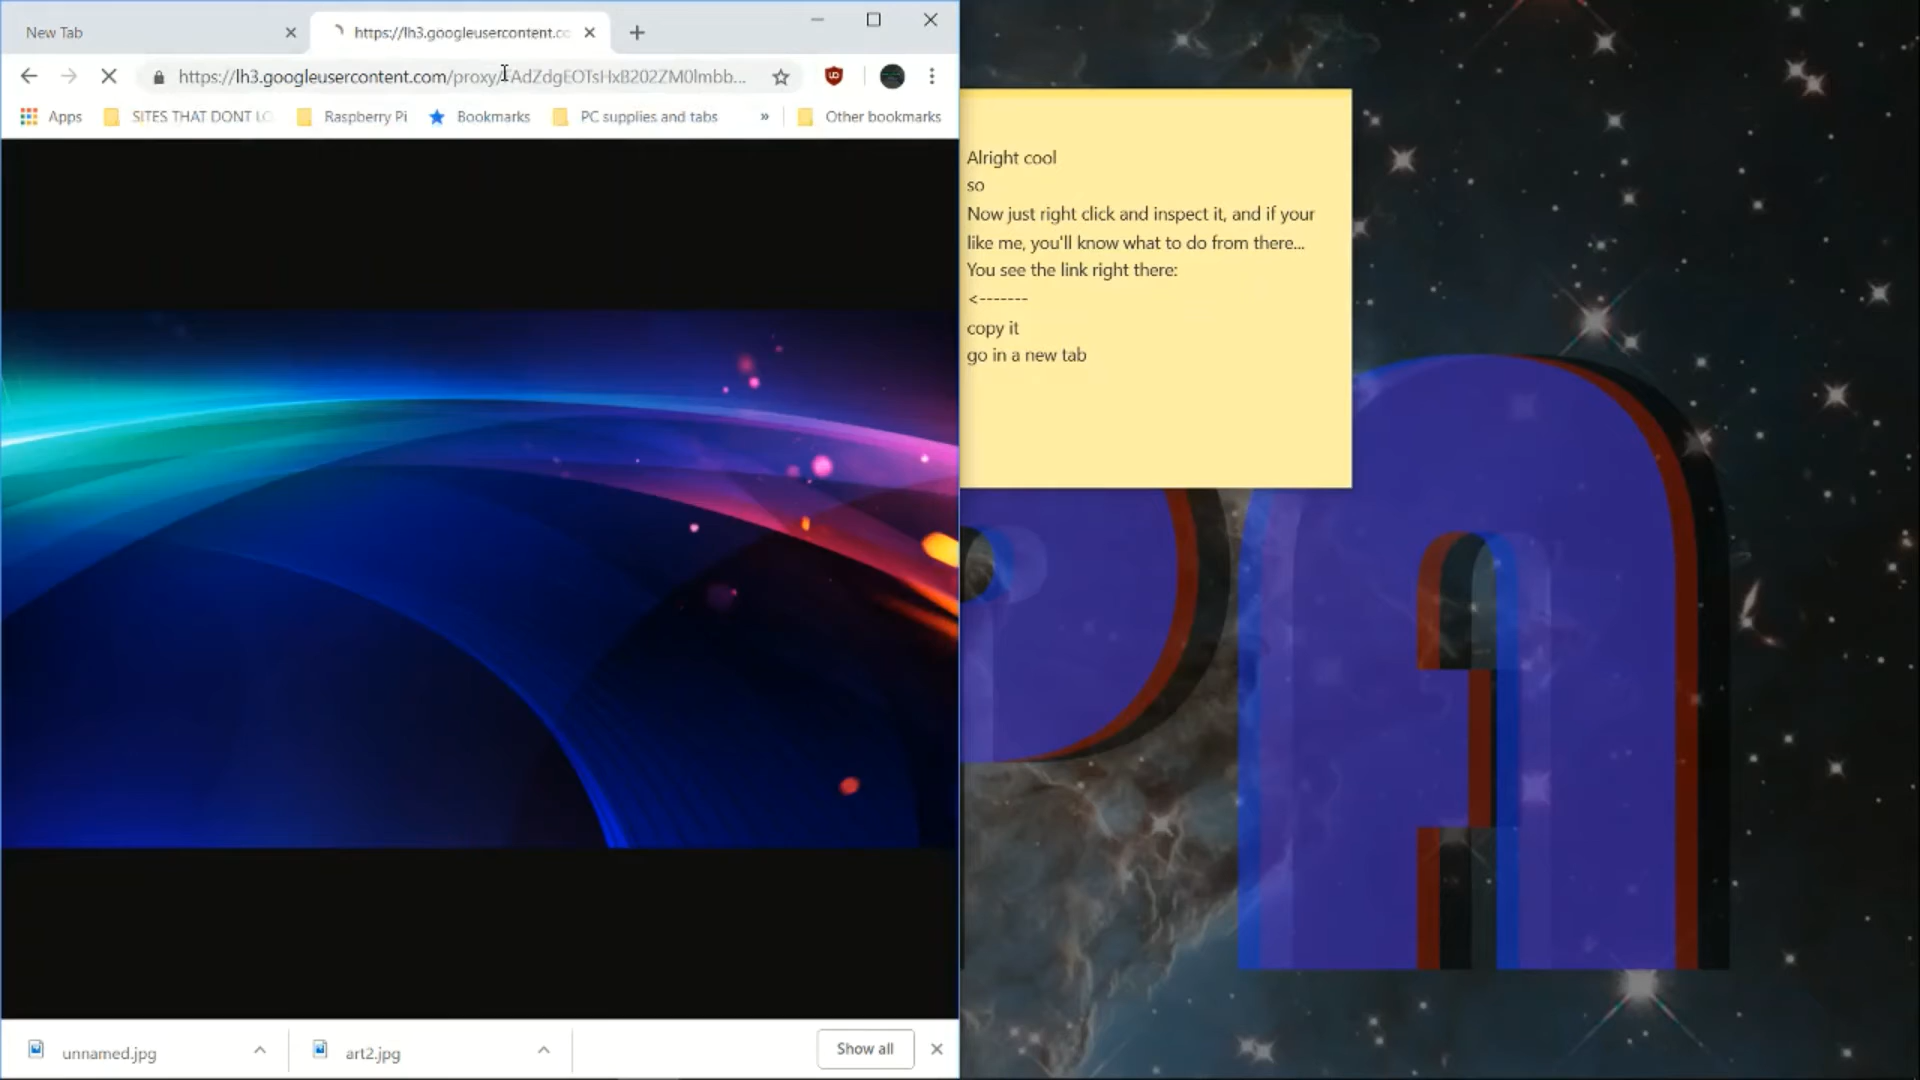 New Tab
https://lh3.googleusercontent.co
https://lh3.googleusercontent.com/proxy/
Apps
SITES THAT DONT LO
Raspberry Pi
Bookmarks
PC supplies and tabs
»
Other bookmarks
Alright cool
so
Now just right click and inspect it, and if your
like me, you'll know what to do from there...
You see the link right there:
<-------
copy it
go in a new tab
PA
unnamed.jpg
art2.jpg
Show all